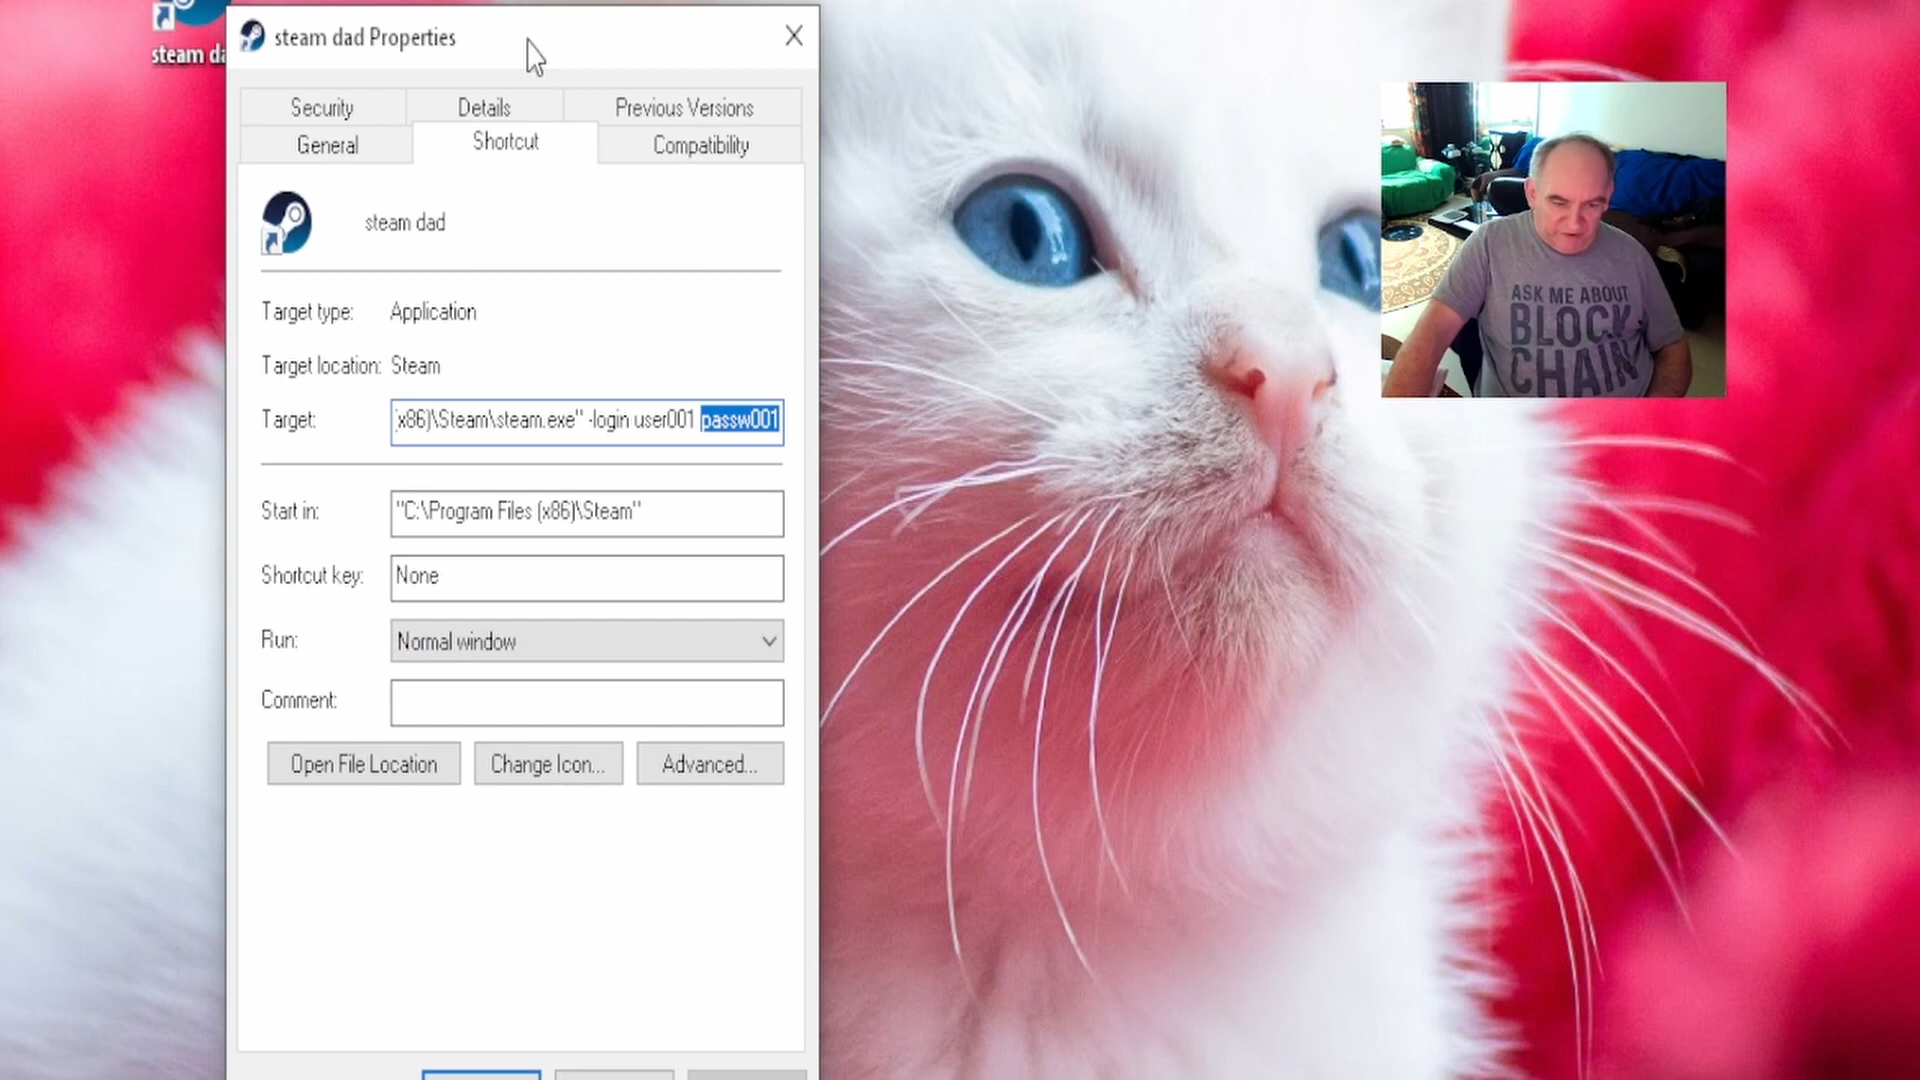 steam da
steam dad Properties
Security
Details
Previous Versions
General
Shortcut
Compatibility
steam dad
Target type:
Application
Target location:
Steam
Target:
x86)\Steam\steam.exe" -login user001 passw001
Start in:
"C:\Program Files (x86)\Steam"
Shortcut key:
None
Run:
Normal window
Comment:
Open File Location
Change Icon...
Advanced...
ASK ME ABOUT
BLOCK
CHAIN